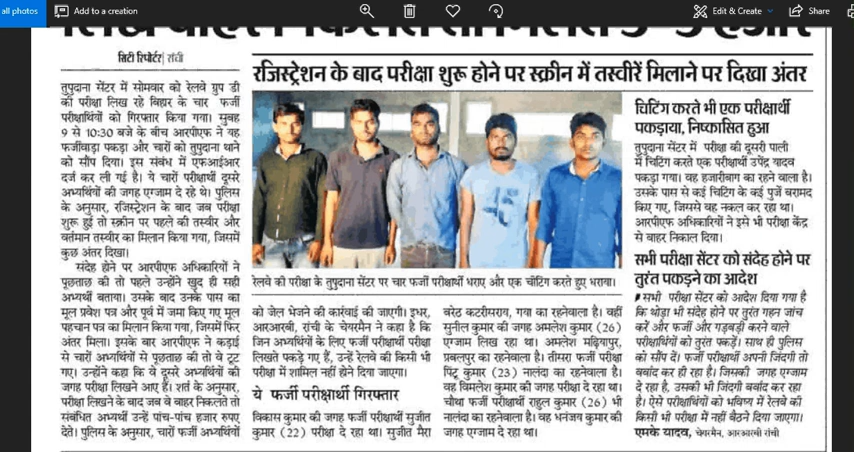 all photos
Add to a creation
Edit & Create
Share
सिटी रिपोर्टर| रांची
तुपुदाना सेंटर में सोमवार को रेलवे ग्रुप डी
की परीक्षा लिख रहे बिहार के चार फर्जी
परीक्षार्थियों को गिरफ्तार किया गया। सुबह
9 से 10:30 बजे के बीच आरपीएफ ने यह
फर्जीवाड़ा पकड़ा और चारों को तुपुदाना थाने
को सौंप दिया। इस संबंध में एफआईआर
दर्ज कर ली गई है। ये चारों परीक्षार्थी दूसरे
अभ्यर्थियों की जगह एग्जाम दे रहे थे। पुलिस
के अनुसार, रजिस्ट्रेशन के बाद जब परीक्षा
शुरू हुई तो स्क्रीन पर पहले की तस्वीर और
वर्तमान तस्वीर का मिलान किया गया, जिसमें
कुछ अंतर दिखा।
संदेह होने पर आरपीएफ अधिकारियों ने
पूछताछ की तो पहले उन्होंने खुद ही सही
अभ्यर्थी बताया। उसके बाद उनके पास का
मूल प्रवेश पत्र और पूर्व में जमा किए गए मूल
पहचान पत्र का मिलान किया गया, जिसमें फिर
अंतर मिला। इसके बाद आरपीएफ ने कड़ाई
से चारों अभ्यर्थियों से पूछताछ की तो वे टूट
गए। उन्होंने कहा कि वे दूसरे अभ्यर्थियों की
जगह परीक्षा लिखने आए हैं। शर्त के अनुसार,
परीक्षा लिखने के बाद जब वे बाहर निकलते तो
संबंधित अभ्यर्थी उन्हें पांच-पांच हजार रुपए
देते। पुलिस के अनुसार, चारों फर्जी अभ्यर्थियों
रजिस्ट्रेशन के बाद परीक्षा शुरू होने पर स्क्रीन में तस्वीरें मिलाने पर दिखा अंतर
रेलवे की परीक्षा के तुपुदाना सेंटर पर चार फर्जी परीक्षार्थी धराए और एक चीटिंग करते हुए धराया।
को जेल भेजने की कार्रवाई की जाएगी। इधर,
आरआरबी, रांची के चेयरमैन ने कहा है कि
जिन अभ्यर्थियों के लिए फर्जी परीक्षार्थी परीक्षा
लिखते पकड़े गए हैं, उन्हें रेलवे की किसी भी
परीक्षा में शामिल नहीं होने दिया जाएगा।
ये फर्जी परीक्षार्थी गिरफ्तार
विकास कुमार की जगह फर्जी परीक्षार्थी सुजीत
कुमार (22) परीक्षा दे रहा था। सुजीत मैरा
बरेठ कटरीसराय, गया का रहनेवाला है। वहीं
सुनील कुमार की जगह अमलेश कुमार (26)
एग्जाम लिख रहा था। अमलेश मढ़ियापुर,
प्रबलपुर का रहनेवाला है। तीसरा फर्जी परीक्षा
पिंटू कुमार (23) नालंदा का रहनेवाला है।
वह विमलेश कुमार की जगह परीक्षा दे रहा था।
चौथा फर्जी परीक्षार्थी राहुल कुमार (26) भी
नालंदा का रहनेवाला है। वह धनंजय कुमार की
जगह एग्जाम दे रहा था।
चिटिंग करते भी एक परीक्षार्थी
पकड़ाया, निष्कासित हुआ
तुपुदाना सेंटर में परीक्षा की दूसरी पाली
में चिटिंग करते एक परीक्षार्थी उपेंद्र यादव
पकड़ा गया। वह हजारीबाग का रहने वाला है।
उसके पास से कई चिटिंग के कई पुर्जे बरामद
किए गए, जिससे वह नकल कर रहा था।
आरपीएफ अधिकारियों ने इसे भी परीक्षा केंद्र
से बाहर निकाल दिया।
सभी परीक्षा सेंटर को संदेह होने पर
तुरंत पकड़ने का आदेश
सभी परीक्षा सेंटर को आदेश दिया गया है
कि थोड़ा भी संदेह होने पर तुरंत गहन जांच
करें और फर्जी और गड़बड़ी करने वाले
परीक्षार्थियों को तुरंत पकड़ें। साथ ही पुलिस
को सौंप दें। फर्जी परीक्षार्थी अपनी जिंदगी तो
बर्बाद कर ही रहा है। जिसकी जगह एग्जाम
दे रहा है, उसकी भी जिंदगी बर्बाद कर रहा
है। ऐसे परीक्षार्थियों को भविष्य में रेलवे की
किसी भी परीक्षा में नहीं बैठने दिया जाएगा।
एमके यादव, चेयरमैन, आरआरबी रांची